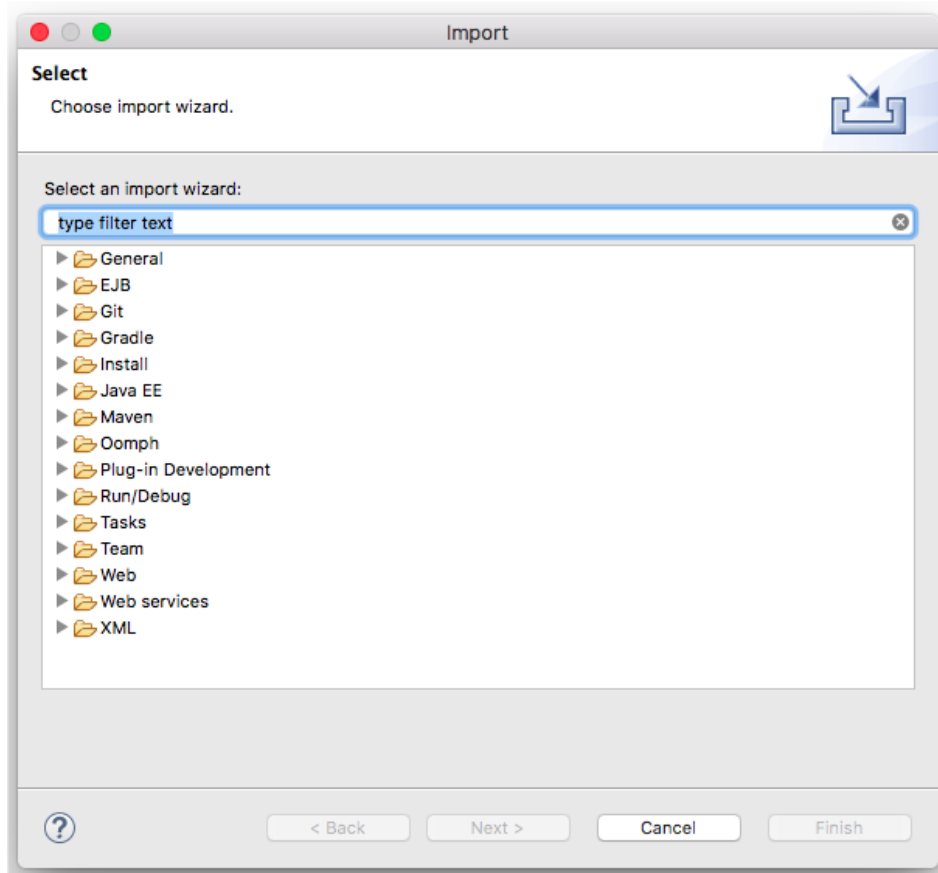 Import
Select
Choose import wizard.
Select an import wizard:
type filter text
General
EJB
Git
Gradle
Install
Java EE
Maven
Oomph
Plug-in Development
Run/Debug
Tasks
Team
Web
Web services
XML
?
< Back
Next >
Cancel
Finish